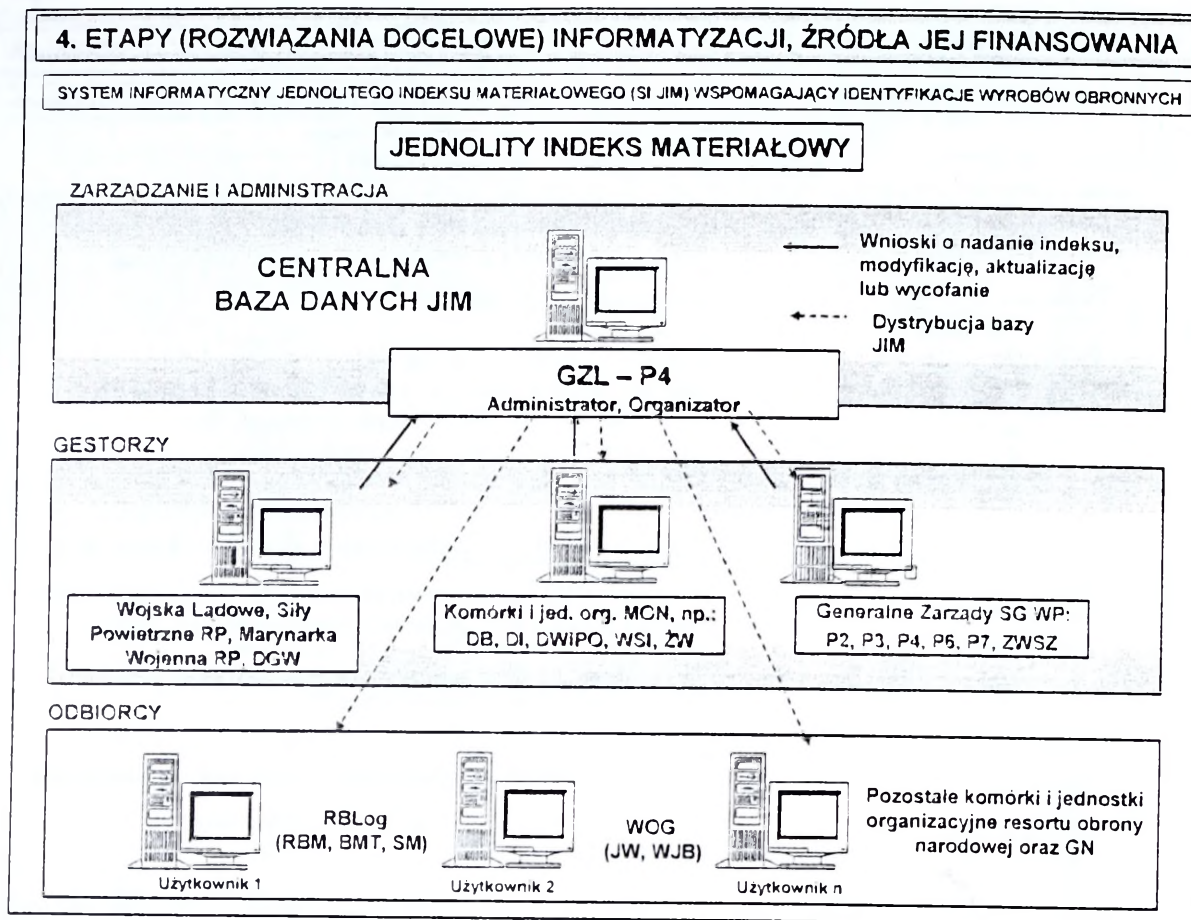 4. ETAPY (ROZWIĄZANIA DOCELOWE) INFORMATYZACJI, ŹRÓDŁA JEJ FINANSOWANIA
SYSTEM INFORMATYCZNY JEDNOLITEGO INDEKSU MATERIAŁOWEGO (SI JIM) WSPOMAGAJĄCY IDENTYFIKACJE WYROBÓW OBRONNYCH
JEDNOLITY INDEKS MATERIAŁOWY
ZARZĄDZANIE I ADMINISTRACJA
CENTRALNA
BAZA DANYCH JIM
Wnioski o nadanie indeksu,
modyfikację, aktualizację
lub wycofanie
Dystrybucja bazy
JIM
GZL – P4
Administrator, Organizator
GESTORZY
Wojska Lądowe, Siły
Powietrzne RP, Marynarka
Wojenna RP, DGW
Komórki i jed. org. MON, np.:
DB, DI, DWiPO, WSI, ŻW
Generalne Zarządy SG WP:
P2, P3, P4, P6, P7, ZWSZ
ODBIORCY
Użytkownik 1
RBLog
(RBM, BMT, SM)
Użytkownik 2
WOG
(JW, WJB)
Użytkownik n
Pozostałe komórki i jednostki
organizacyjne resortu obrony
narodowej oraz GN